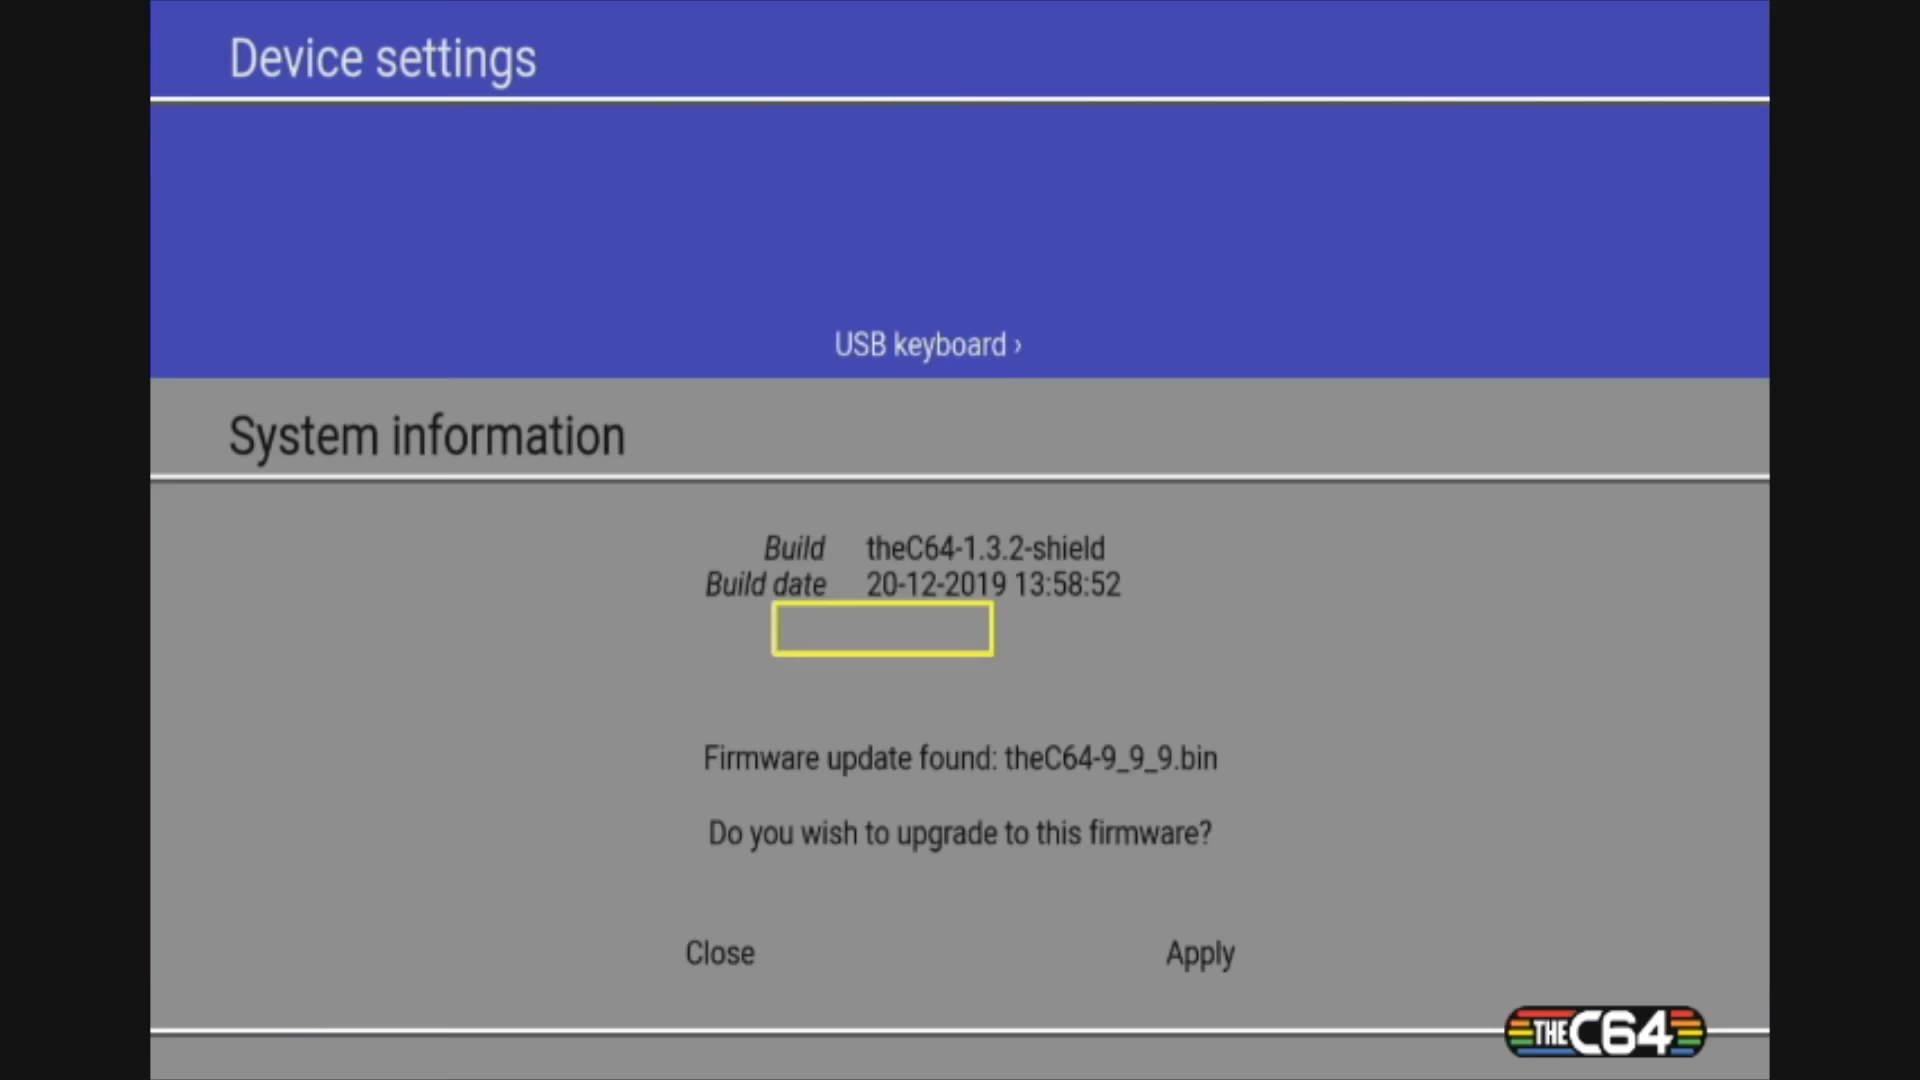 Device settings
USB keyboard ›
System information
Build theC64-1.3.2-shield
Build date 20-12-2019 13:58:52
Firmware update found: theC64-9_9_9.bin
Do you wish to upgrade to this firmware?
Close Apply
THE C64